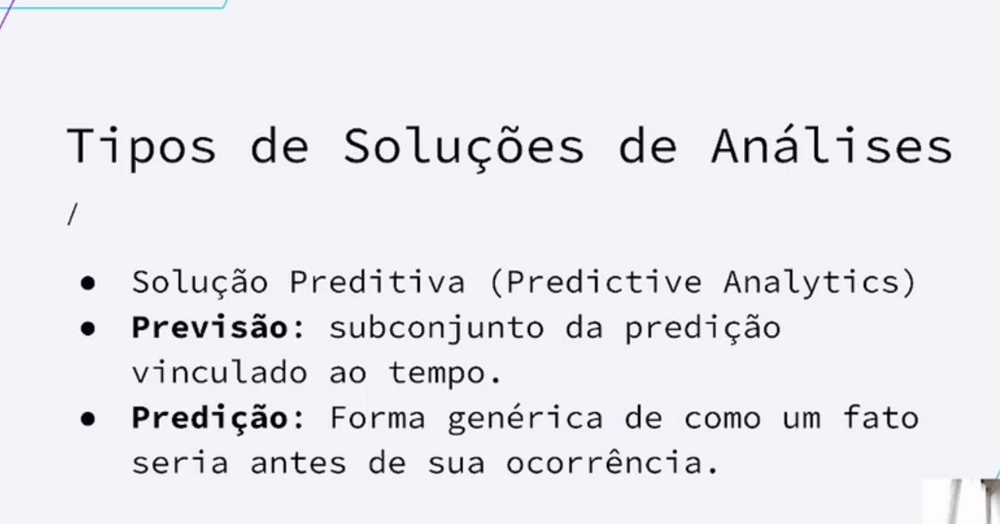 Tipos de Soluções de Análises
/
● Solução Preditiva (Predictive Analytics)
● Previsão: subconjunto da predição
vinculado ao tempo.
● Predição: Forma genérica de como um fato
seria antes de sua ocorrência.